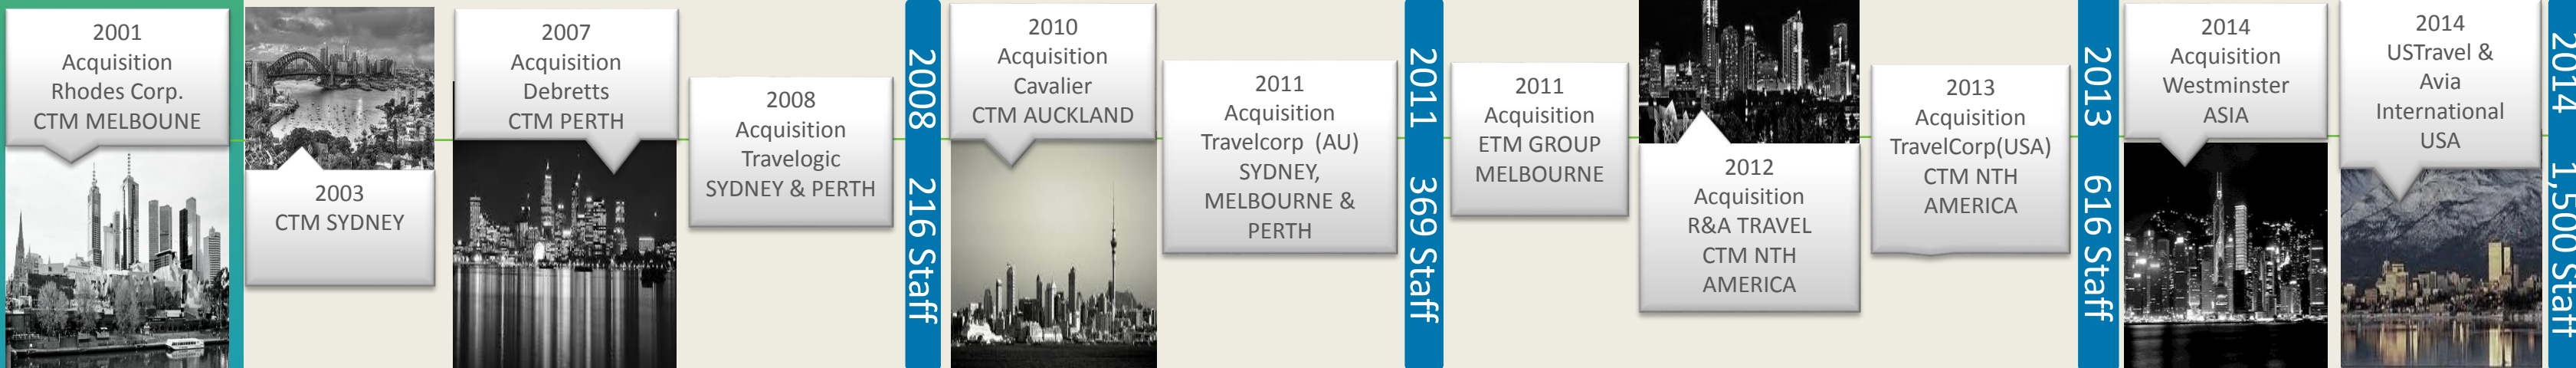 2001
Acquisition
Rhodes Corp.
CTM MELBOUNE
2003
CTM SYDNEY
2007
Acquisition
Debretts
CTM PERTH
2008
Acquisition
Travelogic
SYDNEY & PERTH
2008 216 Staff
2010
Acquisition
Cavalier
CTM AUCKLAND
2011
Acquisition
Travelcorp (AU)
SYDNEY,
MELBOURNE &
PERTH
2011 369 Staff
2011
Acquisition
ETM GROUP
MELBOURNE
2012
Acquisition
R&A TRAVEL
CTM NTH
AMERICA
2013
Acquisition
TravelCorp(USA)
CTM NTH
AMERICA
2013 616 Staff
2014
Acquisition
Westminster
ASIA
2014
USTravel &
Avia
International
USA
2014 1,500 Staff